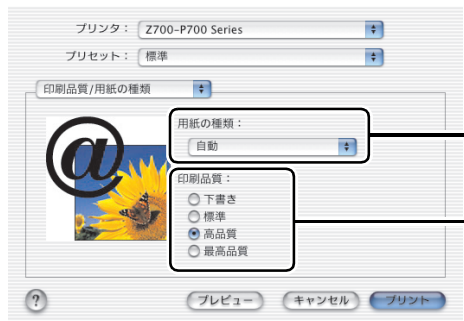 プリンタ： Z700-P700 Series
プリセット： 標準
印刷品質/用紙の種類
用紙の種類：
自動
@
印刷品質：
下書き
標準
高品質
最高品質
? プレビュー キャンセル プリント